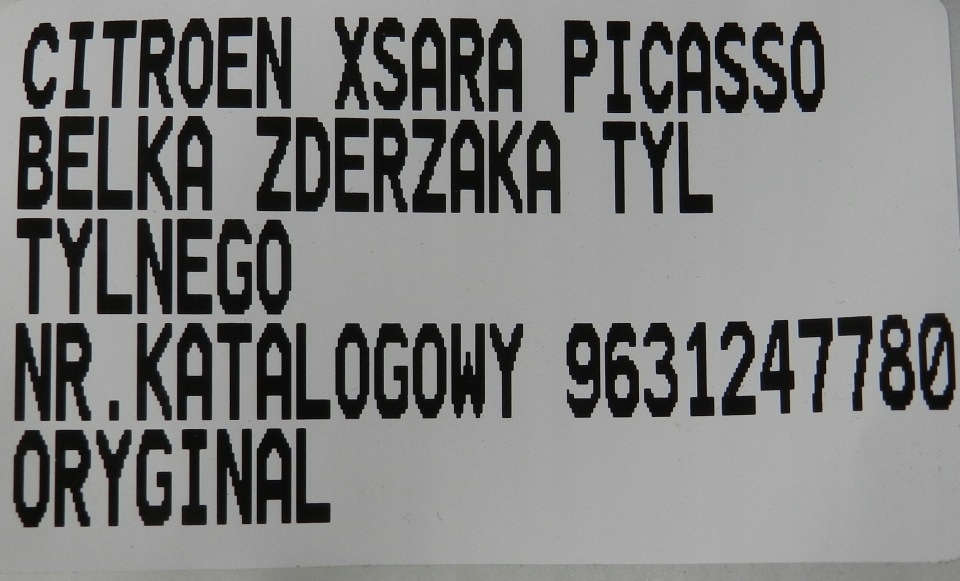 CITROEN XSARA PICASSO
BELKA ZDERZAKA TYL
TYLNEGO
NR.KATALOGOWY 9631247780
ORYGINAL